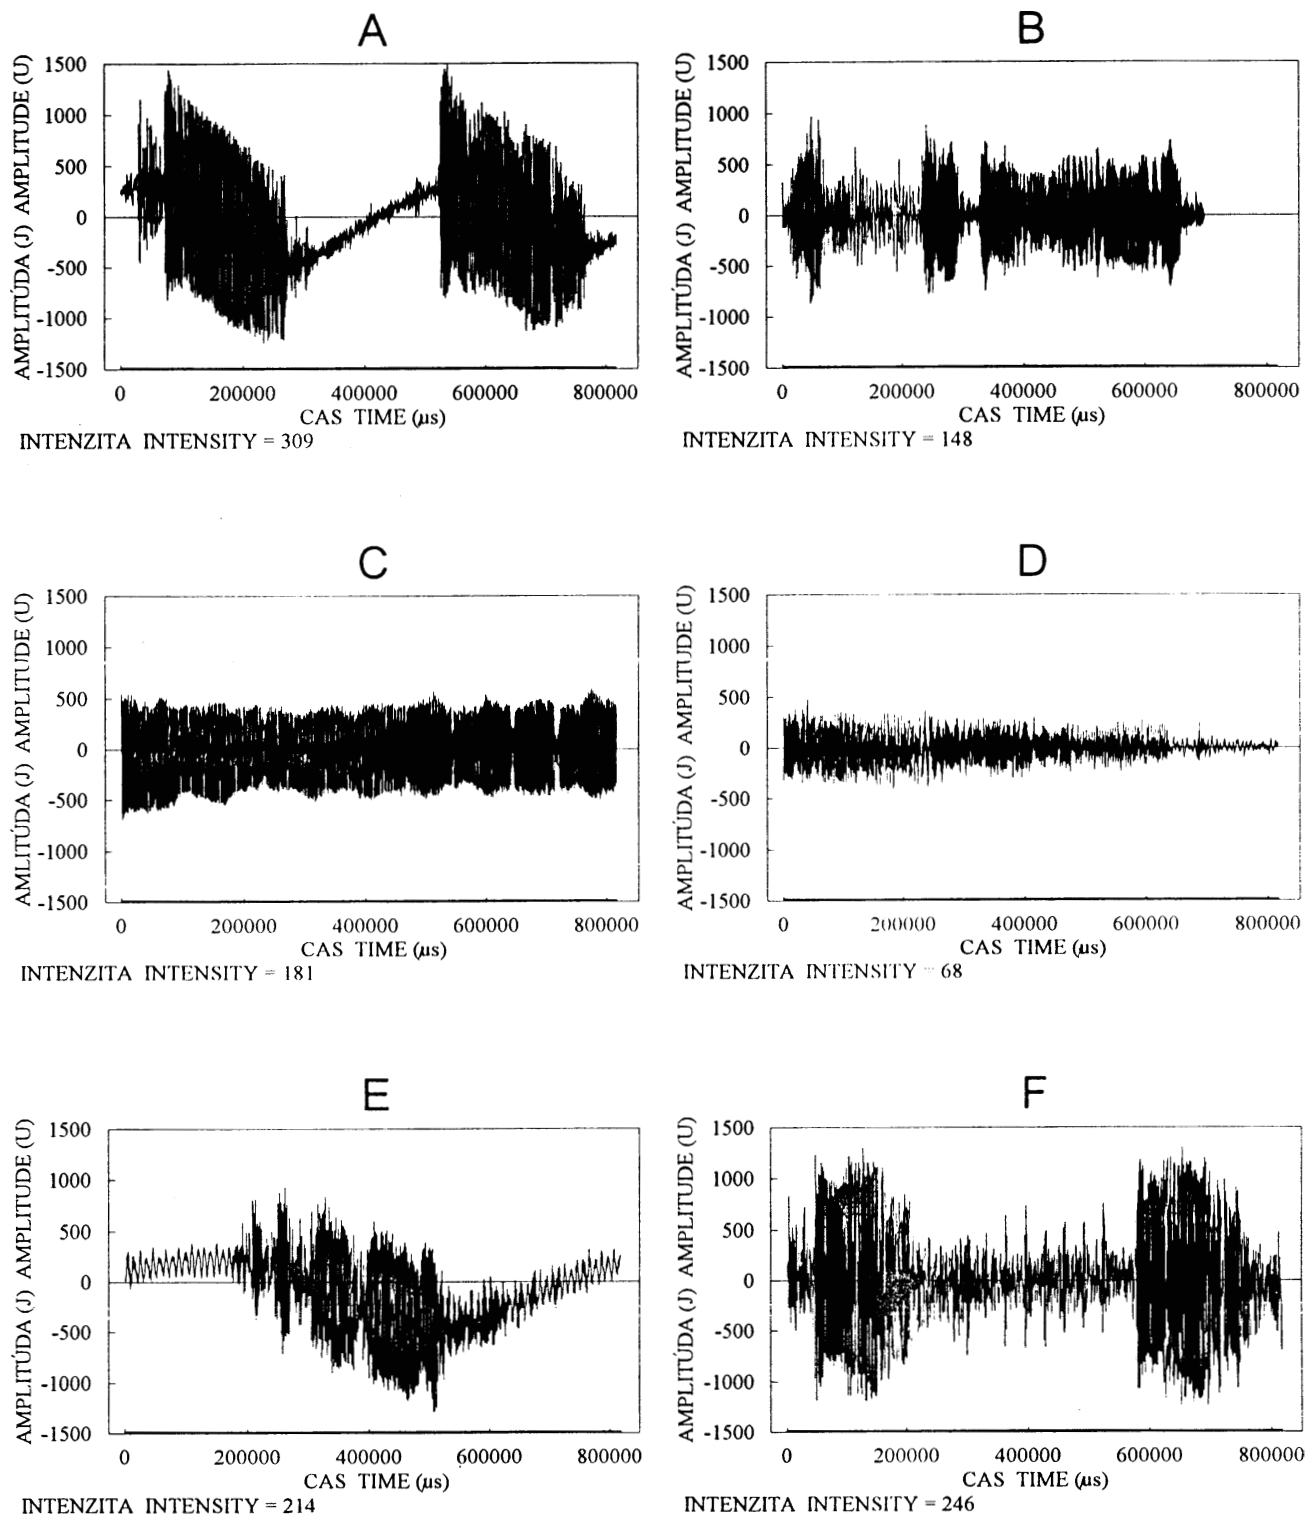 A
AMPLITÚDA (J) AMPLITUDE (U)
1500
1000
500
0
-500
-1000
-1500
0 200000 400000 600000 800000
CAS TIME (µs)
INTENZITA INTENSITY = 309
B
AMPLITÚDA (J) AMPLITUDE (U)
1500
1000
500
0
-500
-1000
-1500
0 200000 400000 600000 800000
CAS TIME (µs)
INTENZITA INTENSITY = 148
C
AMLITÚDA (J) AMPLITUDE (U)
1500
1000
500
0
-500
-1000
-1500
0 200000 400000 600000 800000
CAS TIME (µs)
INTENZITA INTENSITY = 181
D
AMPLITÚDA (J) AMPLITUDE (U)
1500
1000
500
0
-500
-1000
-1500
0 200000 400000 600000 800000
CAS TIME (µs)
INTENZITA INTENSITY = 68
E
AMPLITÚDA (J) AMPLITUDE (U)
1500
1000
500
0
-500
-1000
-1500
0 200000 400000 600000 800000
CAS TIME (µs)
INTENZITA INTENSITY = 214
F
AMPLITÚDA (J) AMPLITUDE (U)
1500
1000
500
0
-500
-1000
-1500
0 200000 400000 600000 800000
CAS TIME (µs)
INTENZITA INTENSITY = 246